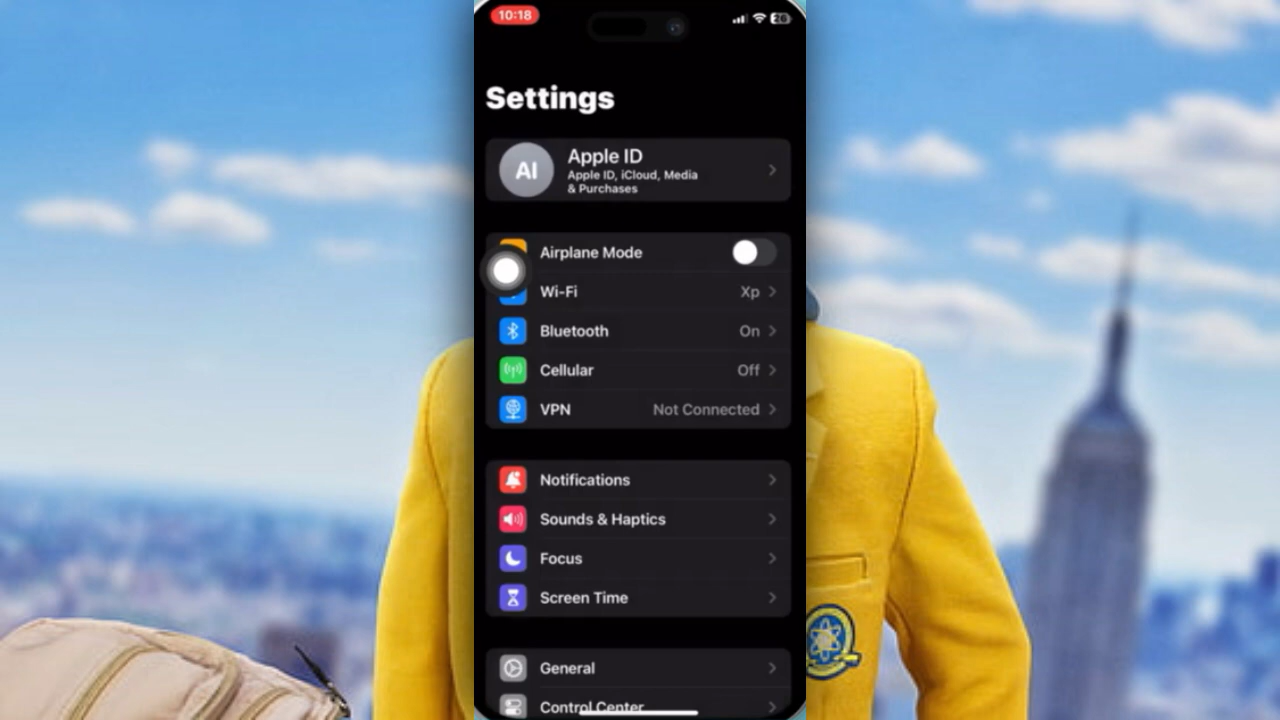 10:18
26
Settings
AI
Apple ID
Apple ID, iCloud, Media
& Purchases
Airplane Mode
Wi-Fi Xp
Bluetooth On
Cellular Off
VPN Not Connected
Notifications
Sounds & Haptics
Focus
Screen Time
General
Control Center